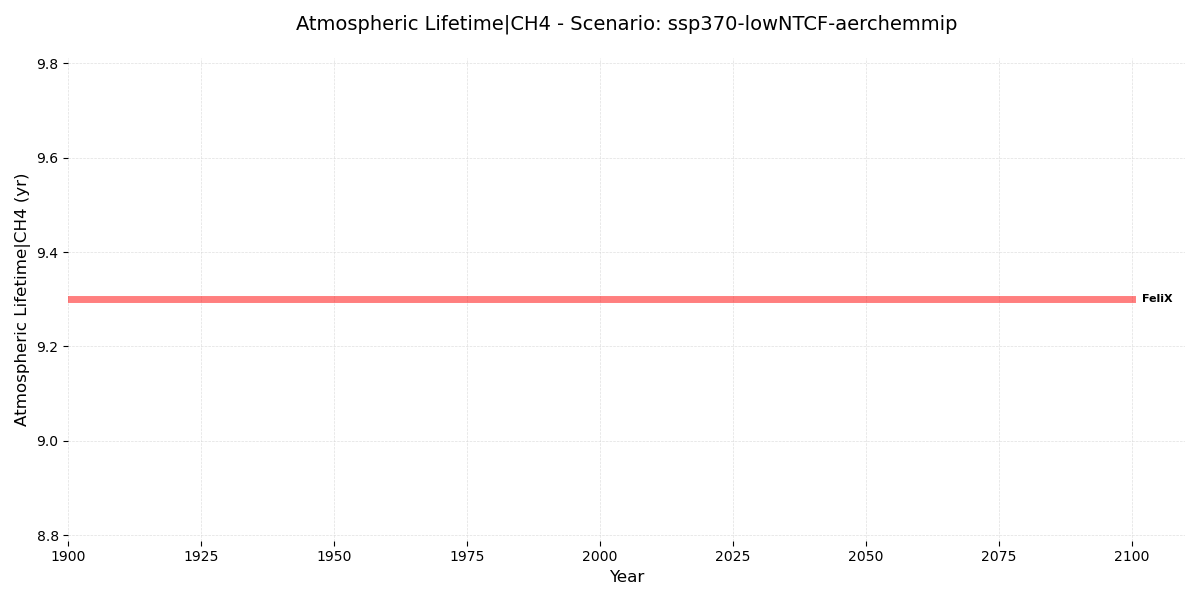 Atmospheric Lifetime|CH4 - Scenario: ssp370-lowNTCF-aerchemmip
Atmospheric Lifetime|CH4 (yr)
9.8
9.6
9.4
9.2
9.0
8.8
FeliX
1900 1925 1950 1975 2000 2025 2050 2075 2100
Year